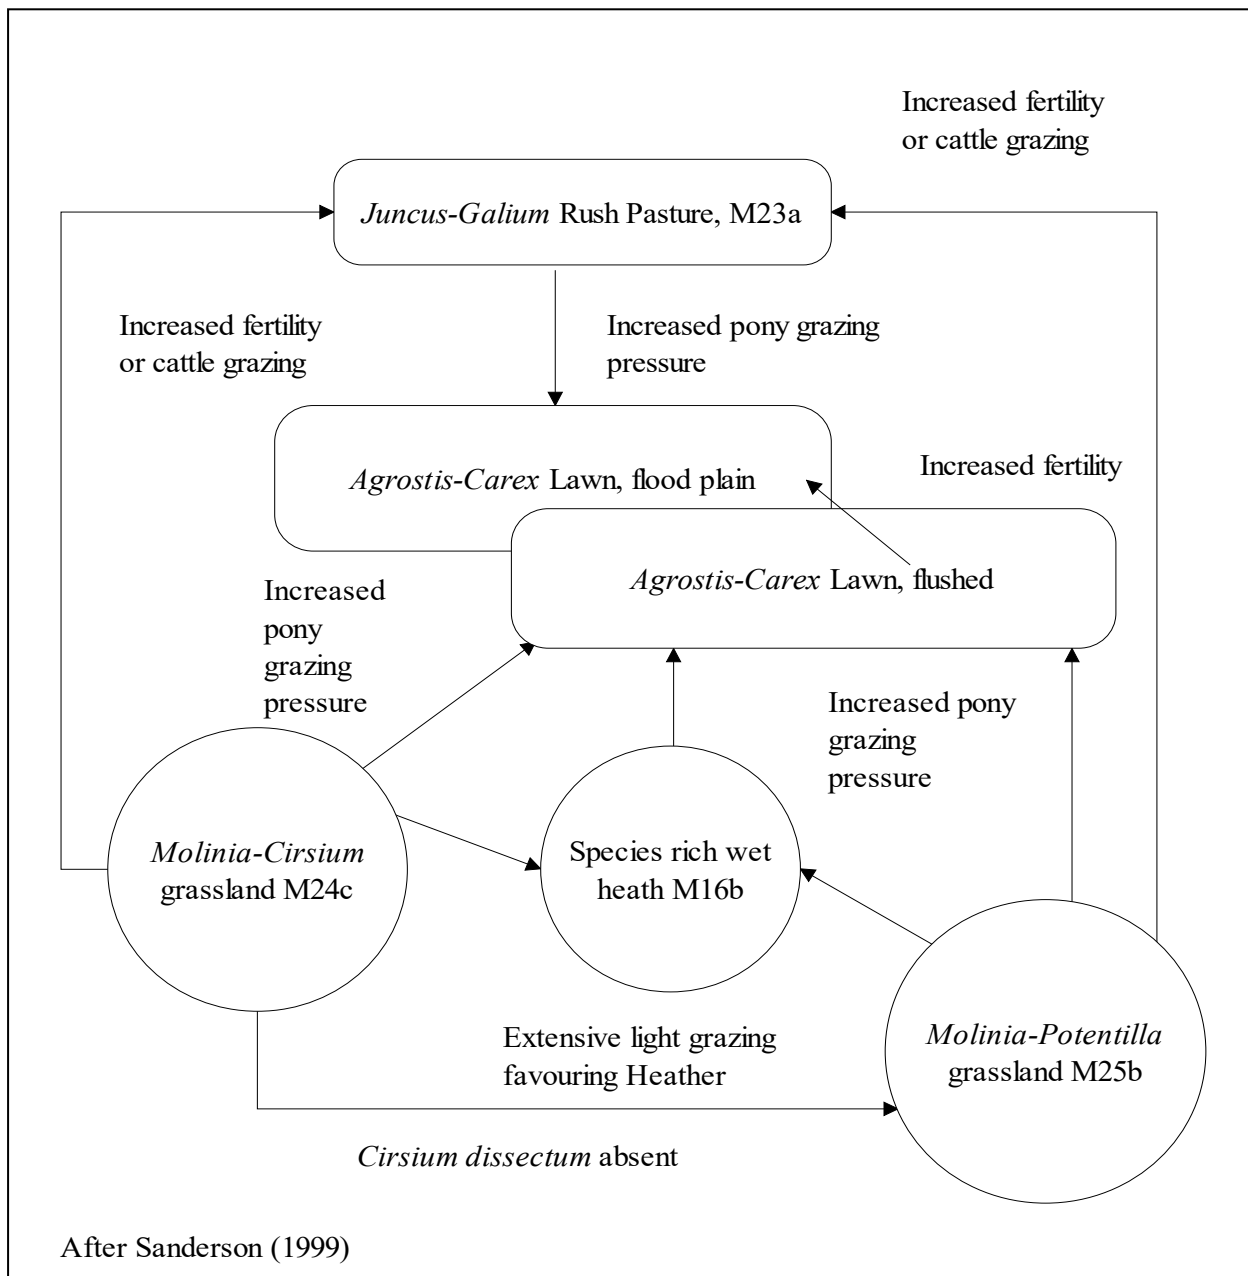 Increased fertility
or cattle grazing
Juncus-Galium Rush Pasture, M23a
Increased fertility
or cattle grazing
Increased pony grazing
pressure
Agrostis-Carex Lawn, flood plain
Increased fertility
Agrostis-Carex Lawn, flushed
Increased
pony
grazing
pressure
Increased pony
grazing
pressure
Molinia-Cirsium
grassland M24c
Species rich wet
heath M16b
Molinia-Potentilla
grassland M25b
Extensive light grazing
favouring Heather
Cirsium dissectum absent
After Sanderson (1999)